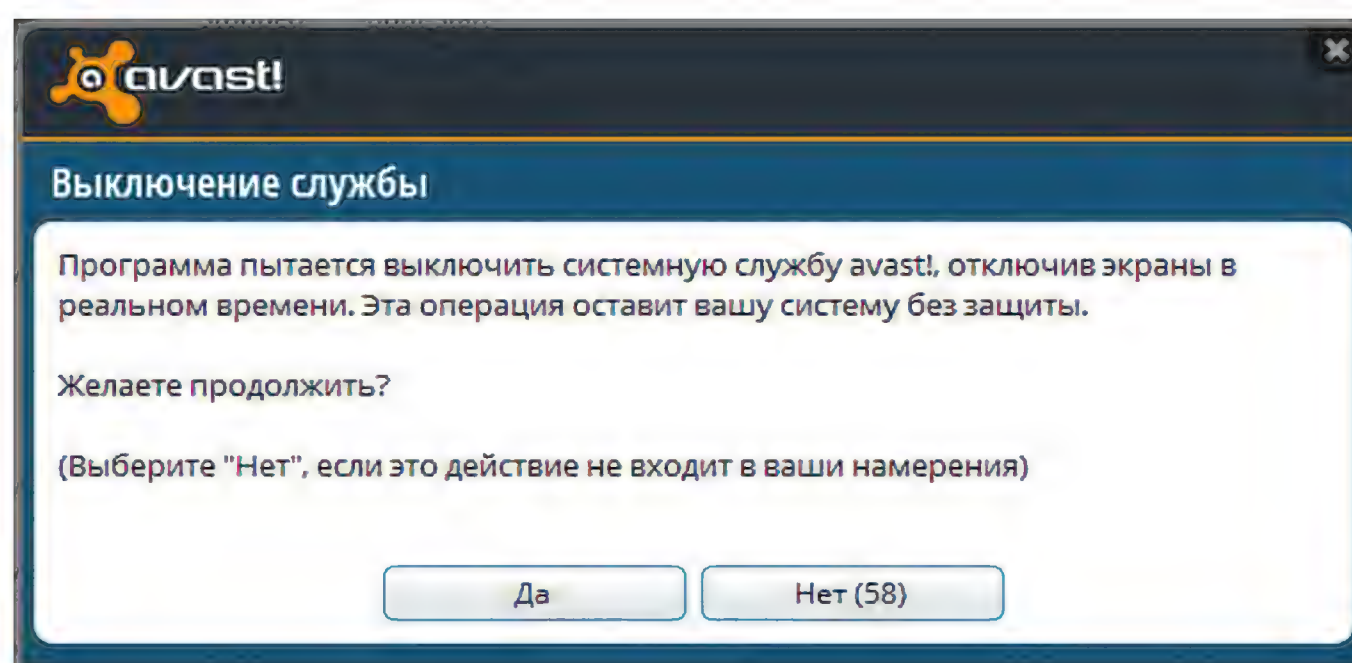 avast!
Выключение службы
Программа пытается выключить системную службу avast!, отключив экраны в
реальном времени. Эта операция оставит вашу систему без защиты.
Желаете продолжить?
(Выберите "Нет", если это действие не входит в ваши намерения)
Да
Нет (58)